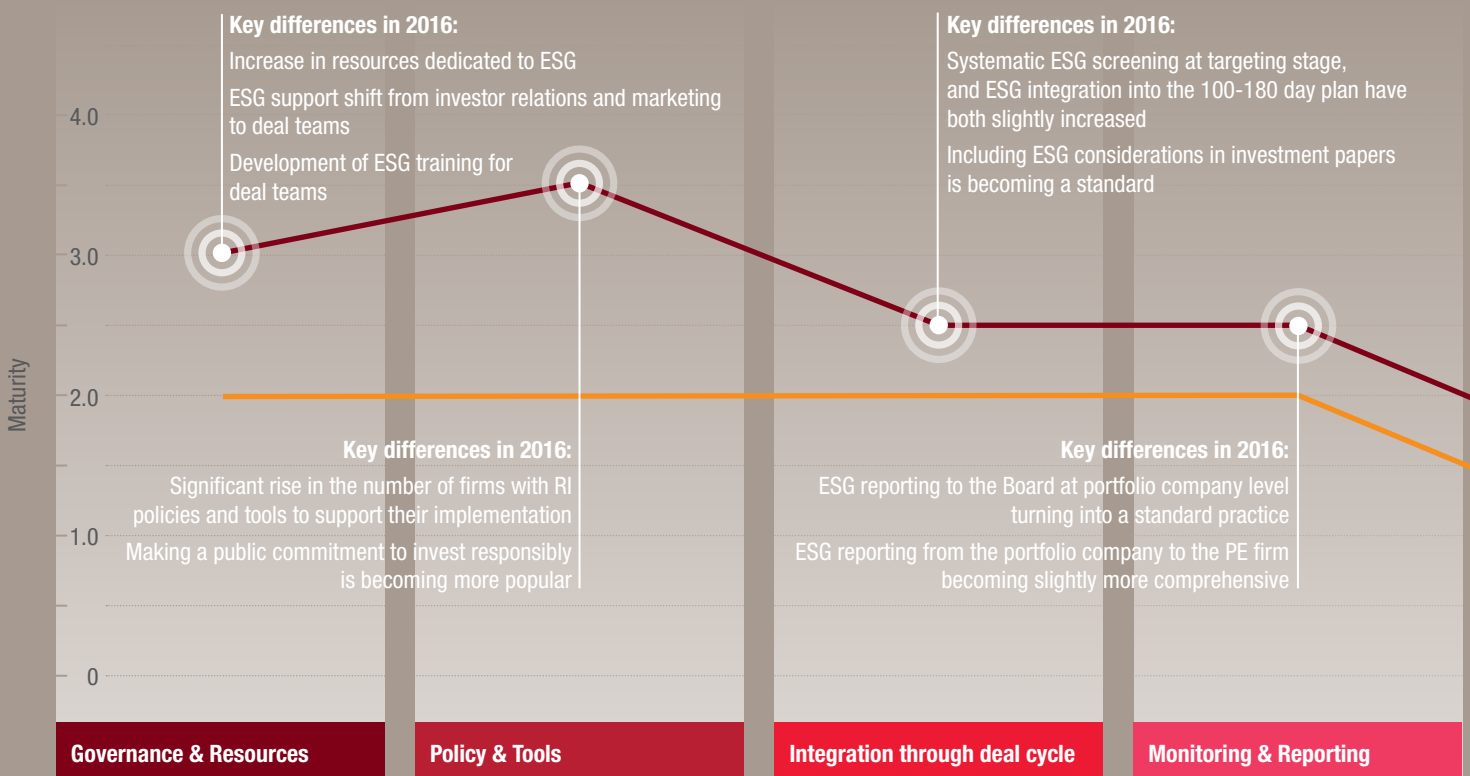 Key differences in 2016:
Increase in resources dedicated to ESG
ESG support shift from investor relations and marketing
to deal teams
Development of ESG training for
deal teams
Key differences in 2016:
Systematic ESG screening at targeting stage,
and ESG integration into the 100-180 day plan have
both slightly increased
Including ESG considerations in investment papers
is becoming a standard
4.0
3.0
2.0
1.0
0
Maturity
Key differences in 2016:
Significant rise in the number of firms with RI
policies and tools to support their implementation
Making a public commitment to invest responsibly
is becoming more popular
Key differences in 2016:
ESG reporting to the Board at portfolio company level
turning into a standard practice
ESG reporting from the portfolio company to the PE firm
becoming slightly more comprehensive
Governance & Resources
Policy & Tools
Integration through deal cycle
Monitoring & Reporting